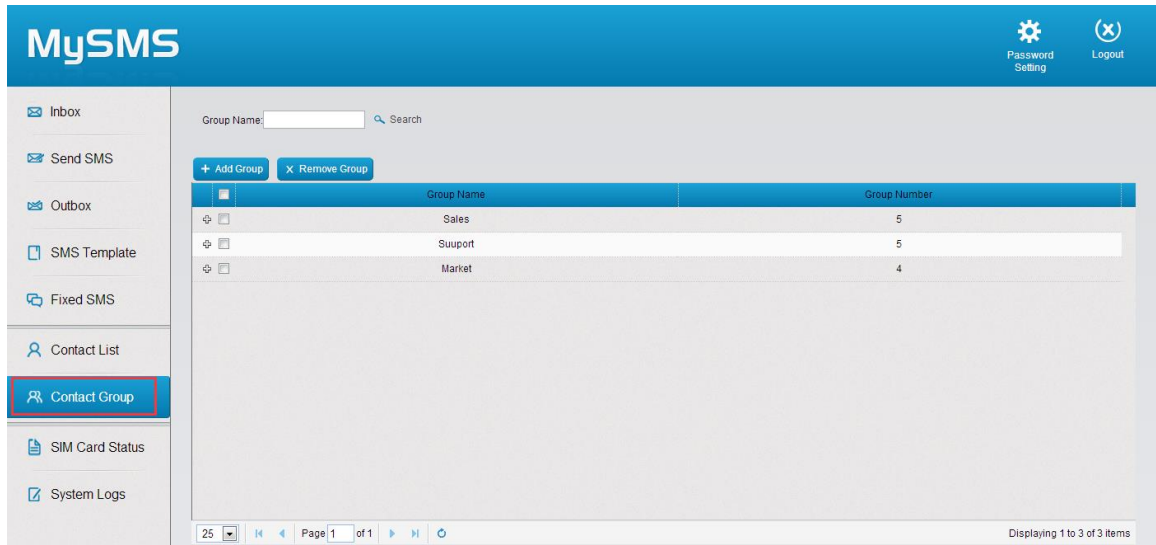 MySMS
Password
Setting
Logout
Inbox
Send SMS
Outbox
SMS Template
Fixed SMS
Contact List
Contact Group
SIM Card Status
System Logs
Group Name: Search
+ Add Group x Remove Group
Group Name Group Number
Sales 5
Suuport 5
Market 4
25 Page 1 of 1 Displaying 1 to 3 of 3 items